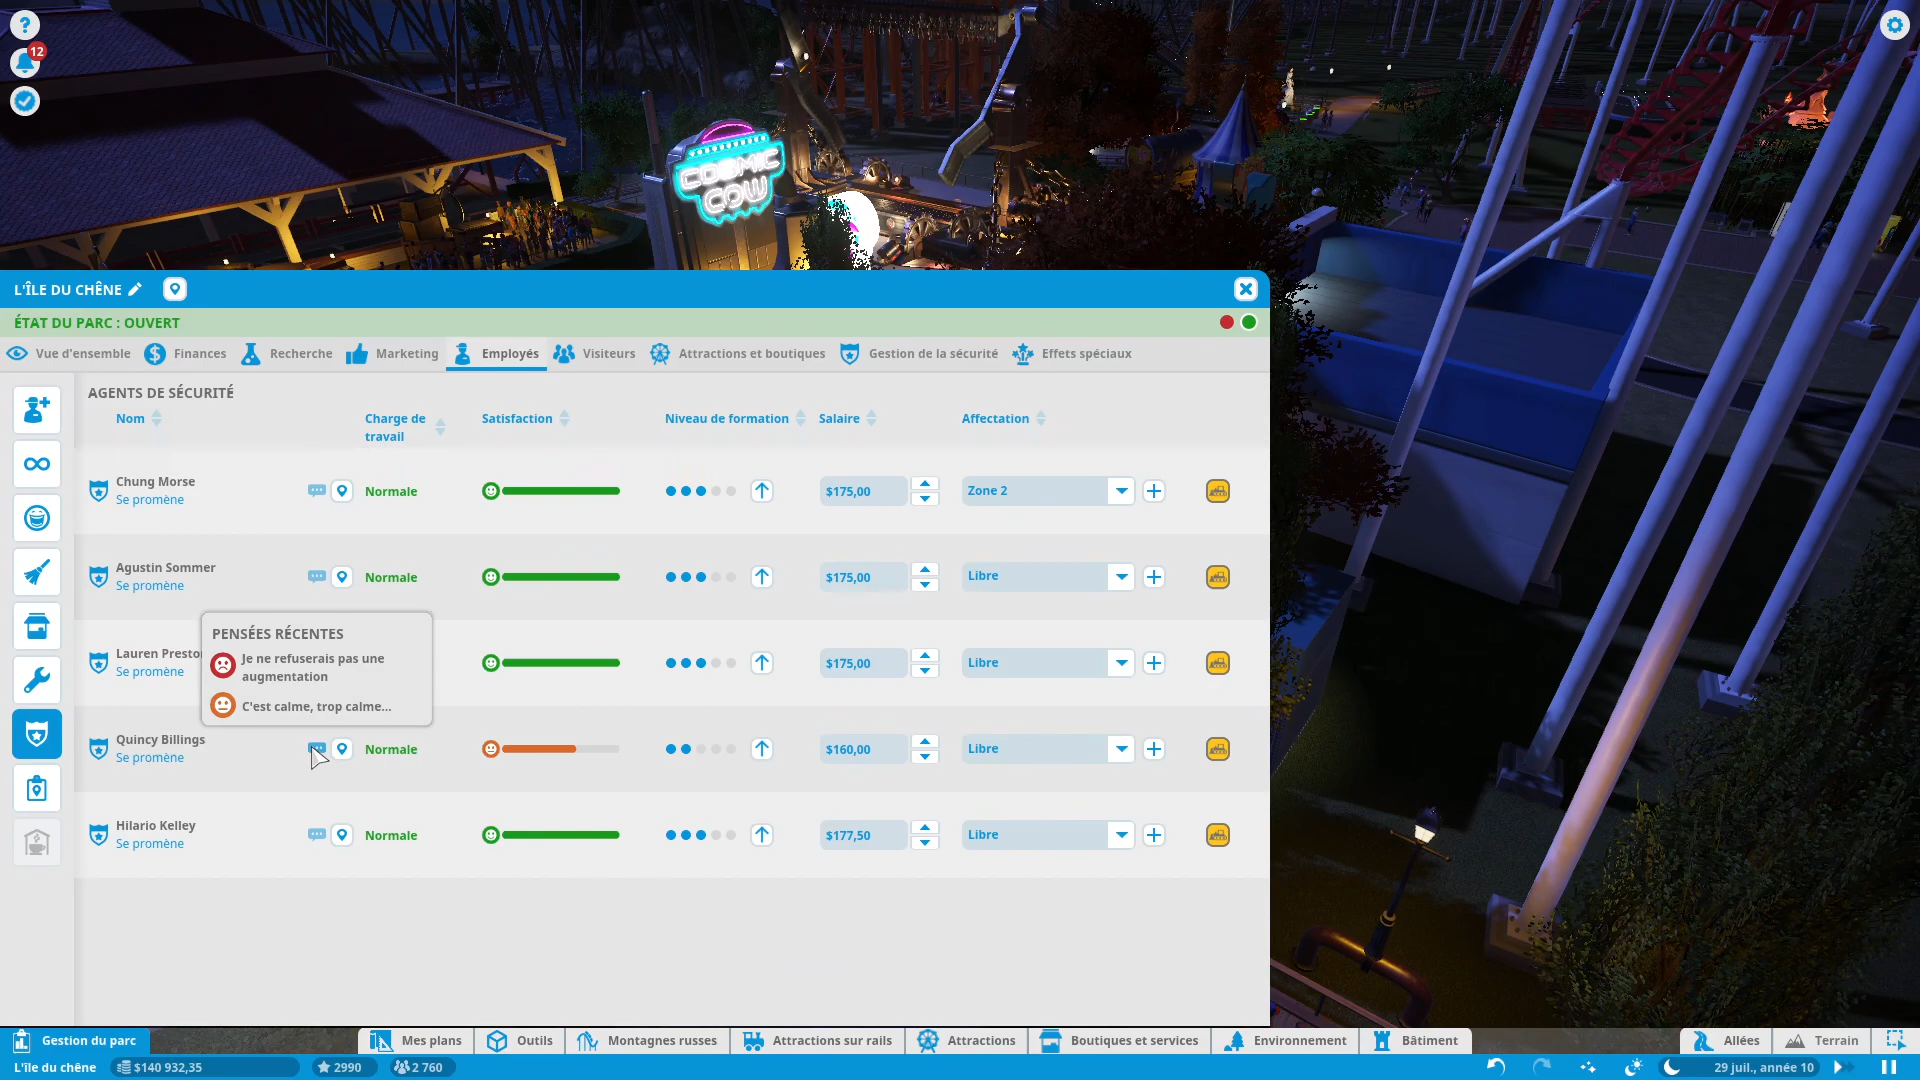 ?
12
COSMIC
COW
L'ÎLE DU CHÊNE
ÉTAT DU PARC : OUVERT
Vue d'ensemble
Finances
Recherche
Marketing
Employés
Visiteurs
Attractions et boutiques
Gestion de la sécurité
Effets spéciaux
AGENTS DE SÉCURITÉ
Nom
Charge de
travail
Satisfaction
Niveau de formation
Salaire
Affectation
Chung Morse
Se promène
Normale
$175,00
Zone 2
Agustin Sommer
Se promène
Normale
$175,00
Libre
PENSÉES RÉCENTES
Je ne refuserais pas une
augmentation
C'est calme, trop calme...
Lauren Presto
Se promène
$175,00
Libre
Quincy Billings
Se promène
Normale
$160,00
Libre
Hilario Kelley
Se promène
Normale
$177,50
Libre
Gestion du parc
Mes plans
Outils
Montagnes russes
Attractions sur rails
Attractions
Boutiques et services
Environnement
Bâtiment
Allées
Terrain
L'île du chêne
$140 932,35
2990
2 760
29 juil., année 10